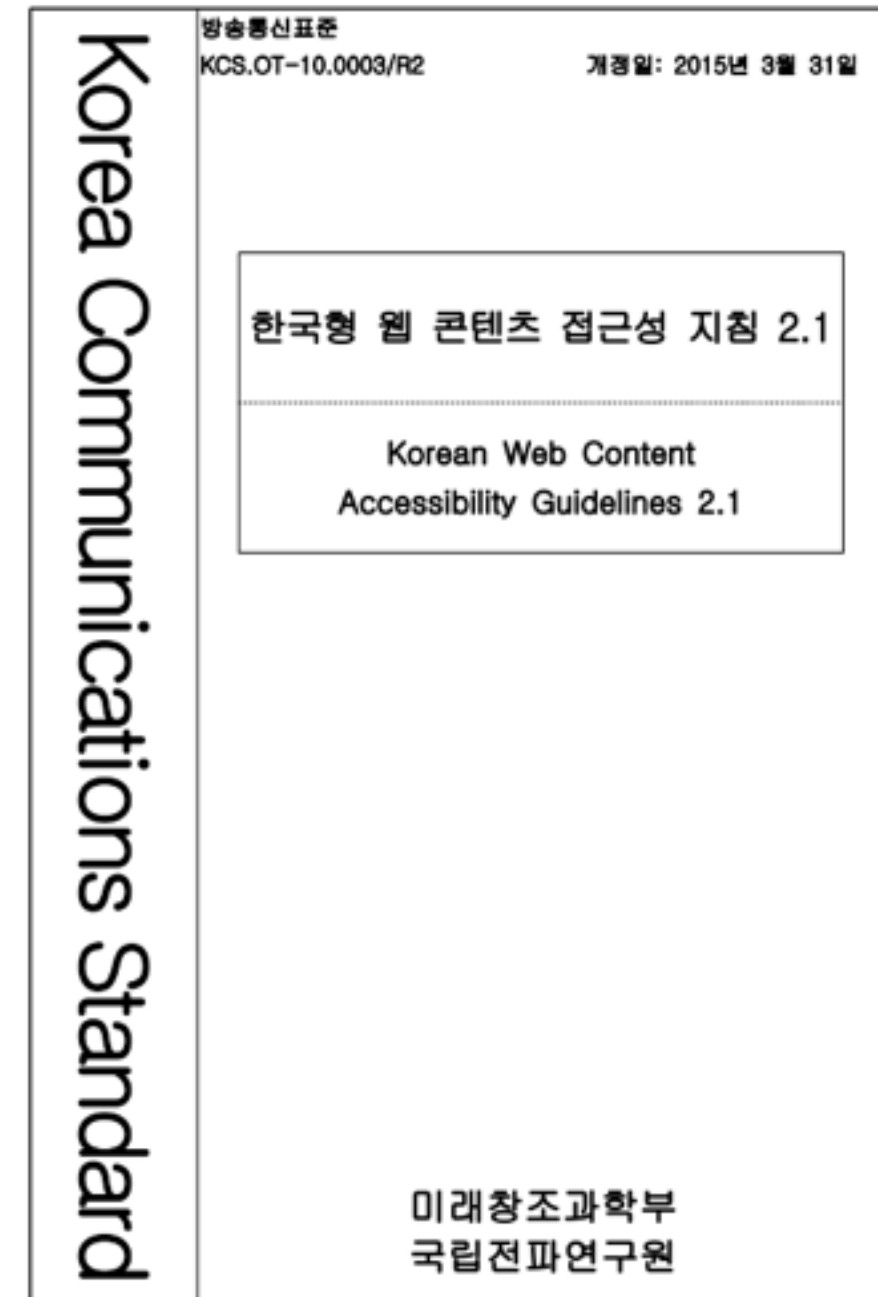 방송통신표준
KCS.OT-10.0003/R2 개정일: 2015년 3월 31일
한국형 웹 콘텐츠 접근성 지침 2.1
Korean Web Content
Accessibility Guidelines 2.1
미래창조과학부
국립전파연구원
Korea Communications Standard